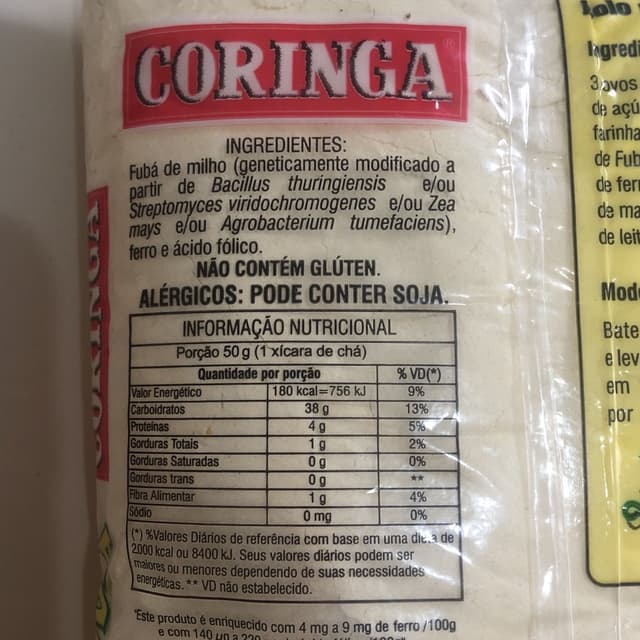 CORINGA
INGREDIENTES:
Fubá de milho (geneticamente modificado a
partir de Bacillus thuringiensis e/ou
Streptomyces viridochromogenes e/ou Zea
mays e/ou Agrobacterium tumefaciens),
ferro e ácido fólico.
NÃO CONTÉM GLÚTEN.
ALÉRGICOS: PODE CONTER SOJA.
INFORMAÇÃO NUTRICIONAL
Porção 50 g (1 xícara de chá)
Quantidade por porção % VD(*)
Valor Energético 180 kcal=756 kJ 9%
Carboidratos 38 g 13%
Proteínas 4 g 5%
Gorduras Totais 1 g 2%
Gorduras Saturadas 0 g 0%
Gorduras trans 0 g **
Fibra Alimentar 1 g 4%
Sódio 0 mg 0%
(*) %Valores Diários de referência com base em uma dieta de
2.000 kcal ou 8400 kJ. Seus valores diários podem ser
maiores ou menores dependendo de suas necessidades
energéticas. ** VD não estabelecido.
*Este produto é enriquecido com 4 mg a 9 mg de ferro/100g
e com 140
CORINGA
3 ovos
de açú
farinha
de Fub
de fer
de ma
de leit
Mod
Bate
e lev
em
por